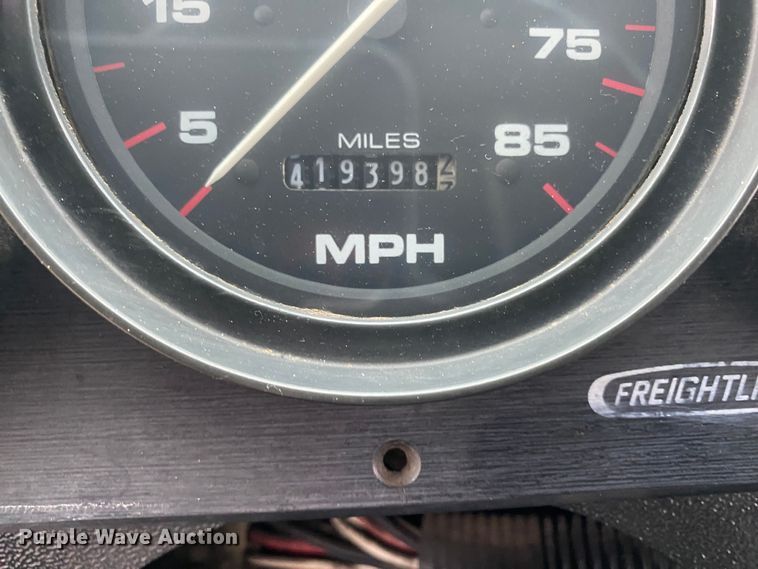 15
75
5
85
MILES
419398
MPH
FREIGHTLI
Purple Wave Auction